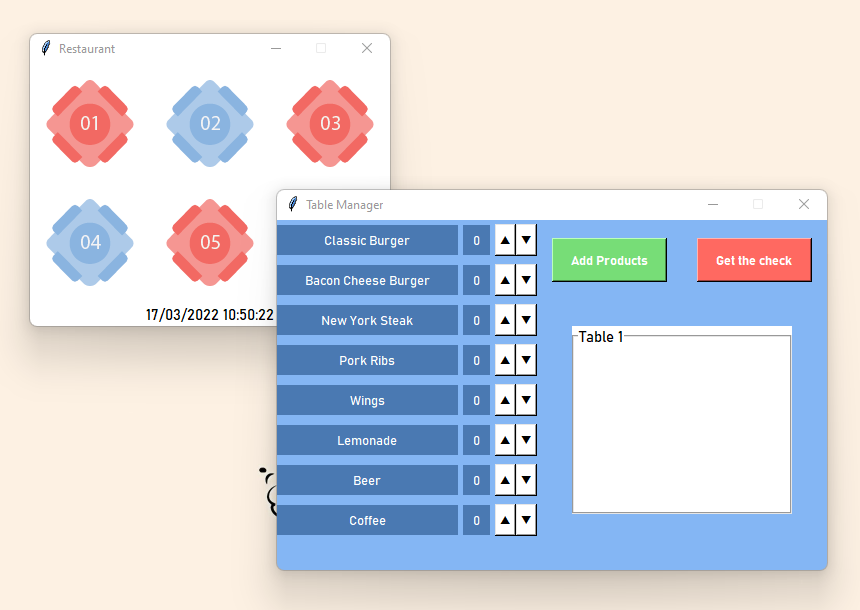 Restaurant
01
02
03
04
05
17/03/2022 10:50:22
Table Manager
Classic Burger 0 ▲ ▼
Bacon Cheese Burger 0 ▲ ▼
New York Steak 0 ▲ ▼
Pork Ribs 0 ▲ ▼
Wings 0 ▲ ▼
Lemonade 0 ▲ ▼
Beer 0 ▲ ▼
Coffee 0 ▲ ▼
Add Products
Get the check
Table 1